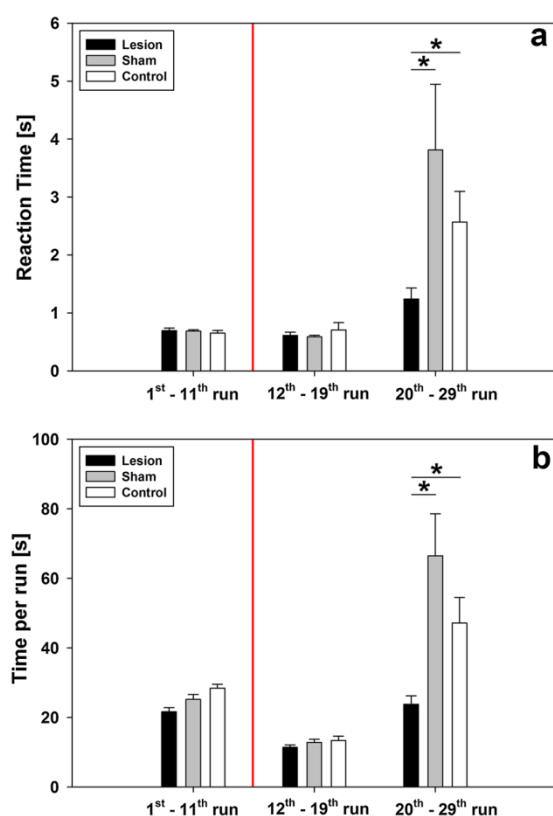 6
a
Lesion
Sham
Control
* 
*
5
4
3
2
1
0
Reaction Time [s]
1st - 11th run
12th - 19th run
20th - 29th run
100
b
Lesion
Sham
Control
*
*
80
60
40
20
0
Time per run [s]
1st - 11th run
12th - 19th run
20th - 29th run